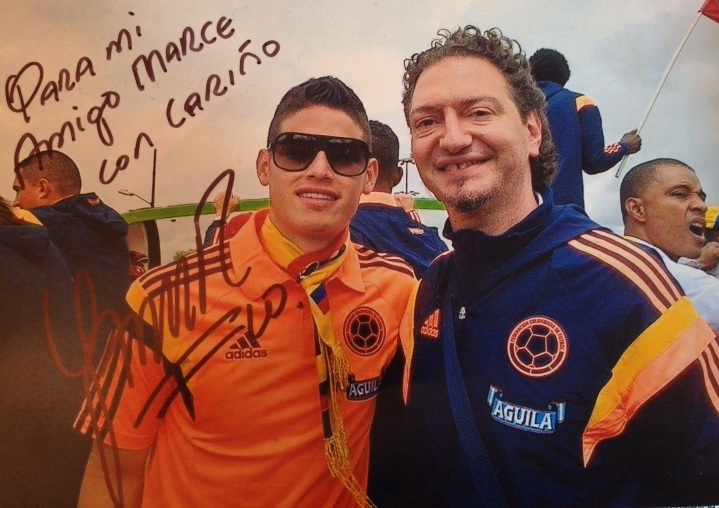 PARA MI
AMIGO MARCE
CON CARIÑO
adidas
adidas
AGUILA
AGUILA